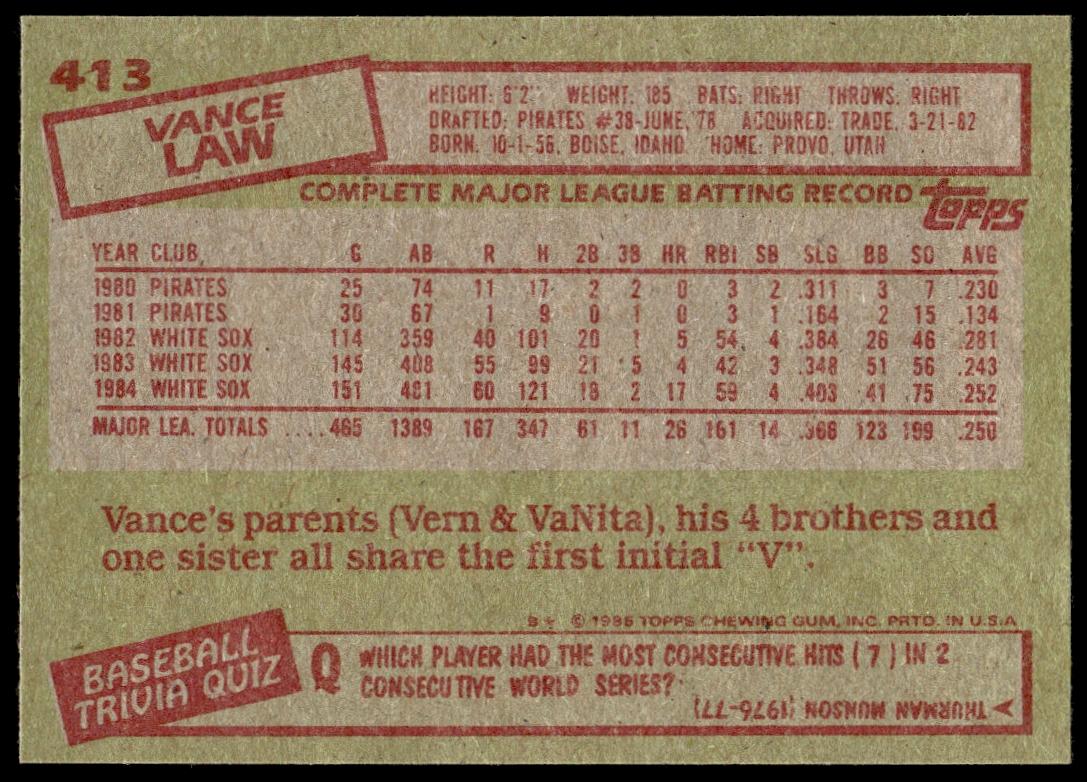 413
VANCE
LAW
HEIGHT: 6'2" WEIGHT: 185 BATS: RIGHT THROWS: RIGHT
DRAFTED: PIRATES #38-JUNE, '78 ACQUIRED: TRADE, 3-21-82
BORN: 10-1-56, BOISE, IDAHO HOME: PROVO, UTAH
COMPLETE MAJOR LEAGUE BATTING RECORD topps
YEAR CLUB G AB R H 2B 3B HR RBI SB SLG BB SO AVG
1980 PIRATES 25 74 11 17 2 2 0 3 2 .311 3 7 .230
1981 PIRATES 30 67 1 9 0 1 0 3 1 .164 2 15 .134
1982 WHITE SOX 114 359 40 101 20 1 5 54 4 .384 26 46 .281
1983 WHITE SOX 145 408 55 99 21 5 4 42 3 .348 51 56 .243
1984 WHITE SOX 151 481 60 121 18 2 17 59 4 .403 41 75 .252
MAJOR LEA. TOTALS ....465 1389 167 347 61 11 26 161 14 .366 123 199 .250
Vance's parents (Vern & VaNita), his 4 brothers and
one sister all share the first initial "V".
B* © 1985 TOPPS CHEWING GUM, INC. PRTD. IN U.S.A
BASEBALL
TRIVIA QUIZ
Q WHICH PLAYER HAD THE MOST CONSECUTIVE HITS (7) IN 2
CONSECUTIVE WORLD SERIES?
THURMAN MUNSON (1976-77)